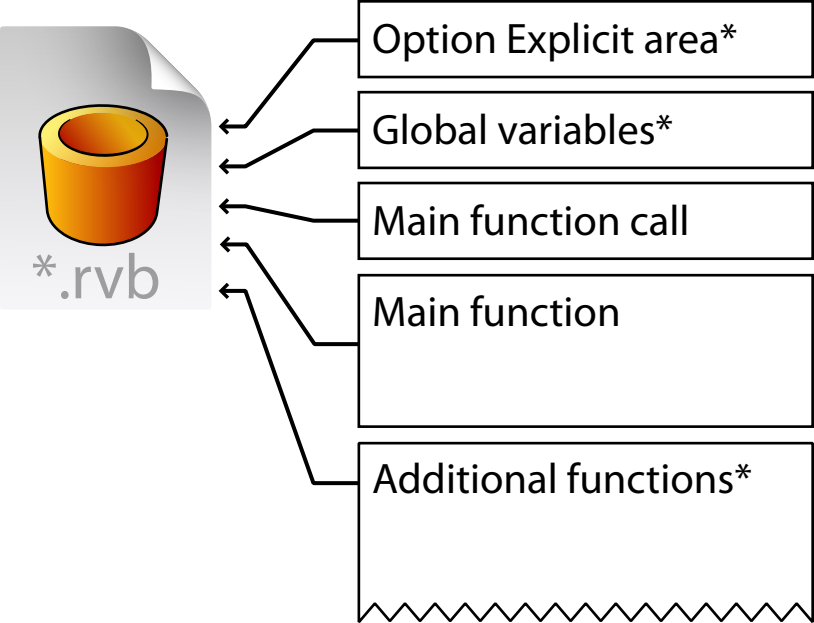 Option Explicit area*
Global variables*
Main function call
*.rvb
Main function
Additional functions*